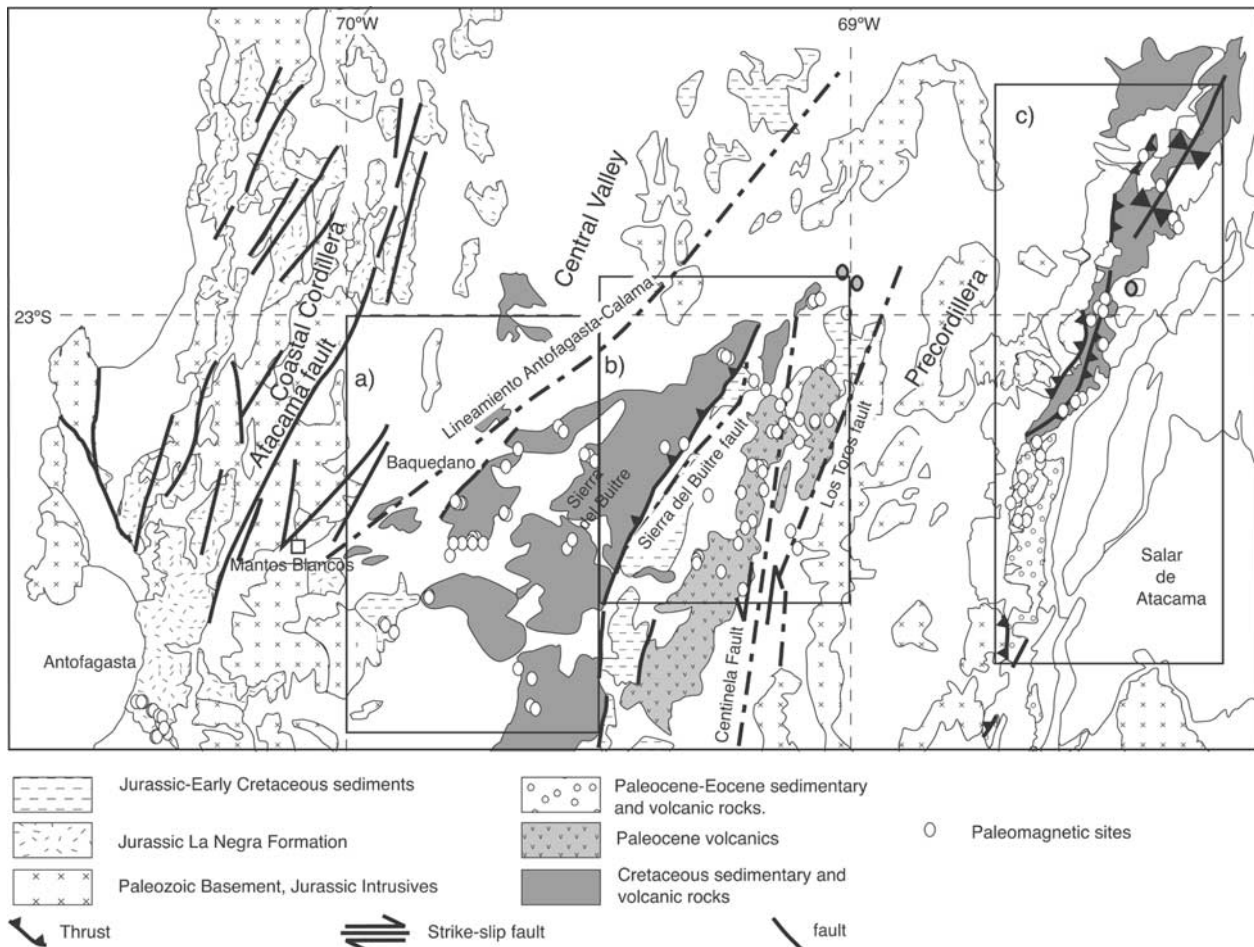 70ºW
69ºW
c)
Central Valley
Coastal Cordillera
23ºS
Atacama fault
a)
Lineamiento Antofagasta-Calama
b)
Precordillera
Baquedano
Sierra
del Buitre
Sierra del Buitre fault
Los Toros fault
Mantos Blancos
Salar
de
Atacama
Antofagasta
Centinela Fault
Jurassic-Early Cretaceous sediments
Jurassic La Negra Formation
Paleozoic Basement, Jurassic Intrusives
Paleocene-Eocene sedimentary
and volcanic rocks.
Paleocene volcanics
Cretaceous sedimentary and
volcanic rocks
Paleomagnetic sites
Thrust
Strike-slip fault
fault